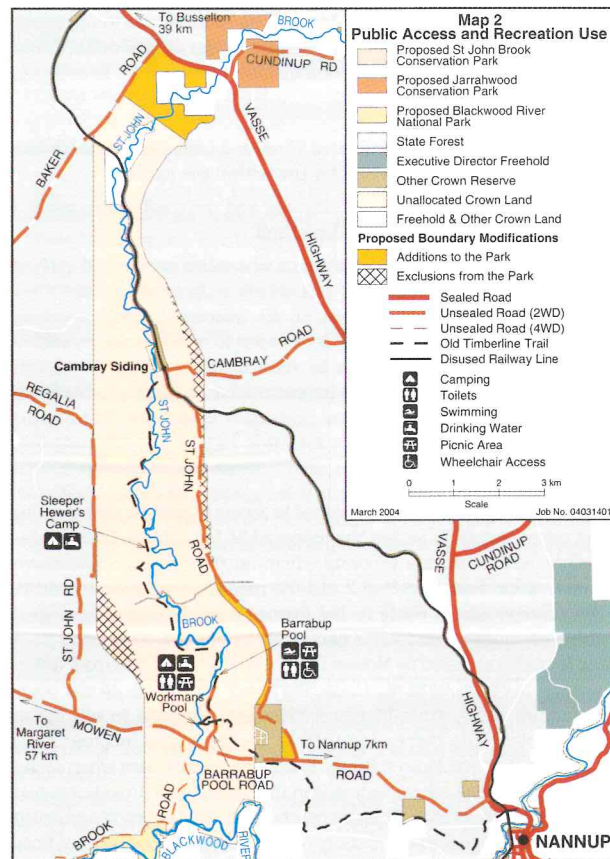 Map 2
Public Access and Recreation Use
Proposed St John Brook
Conservation Park
Proposed Jarrahwood
Conservation Park
Proposed Blackwood River
National Park
State Forest
Executive Director Freehold
Other Crown Reserve
Unallocated Crown Land
Freehold & Other Crown Land
Proposed Boundary Modifications
Additions to the Park
Exclusions from the Park
Sealed Road
Unsealed Road (2WD)
Unsealed Road (4WD)
Old Timberline Trail
Disused Railway Line
Camping
Toilets
Swimming
Drinking Water
Picnic Area
Wheelchair Access
0 1 2 3 km
Scale
March 2004
Job No. 04031401
To Busselton
39 km
BROOK
CUNDINUP RD
ROAD
BAKER
ST JOHN
VASSE
HIGHWAY
Cambray Siding
CAMBRAY ROAD
REGALIA
ROAD
ST JOHN
ST JOHN
ROAD
Sleeper
Hewer's
Camp
ST JOHN RD
BROOK
Barrabup
Pool
Workmans
Pool
VASSE
HIGHWAY
CUNDINUP
ROAD
To
Margaret
River
57 km
MOWEN
ROAD
To Nannup 7km
BARRABUP
POOL ROAD
BROOK
ROAD
BLACKWOOD
RIVER
NANNUP